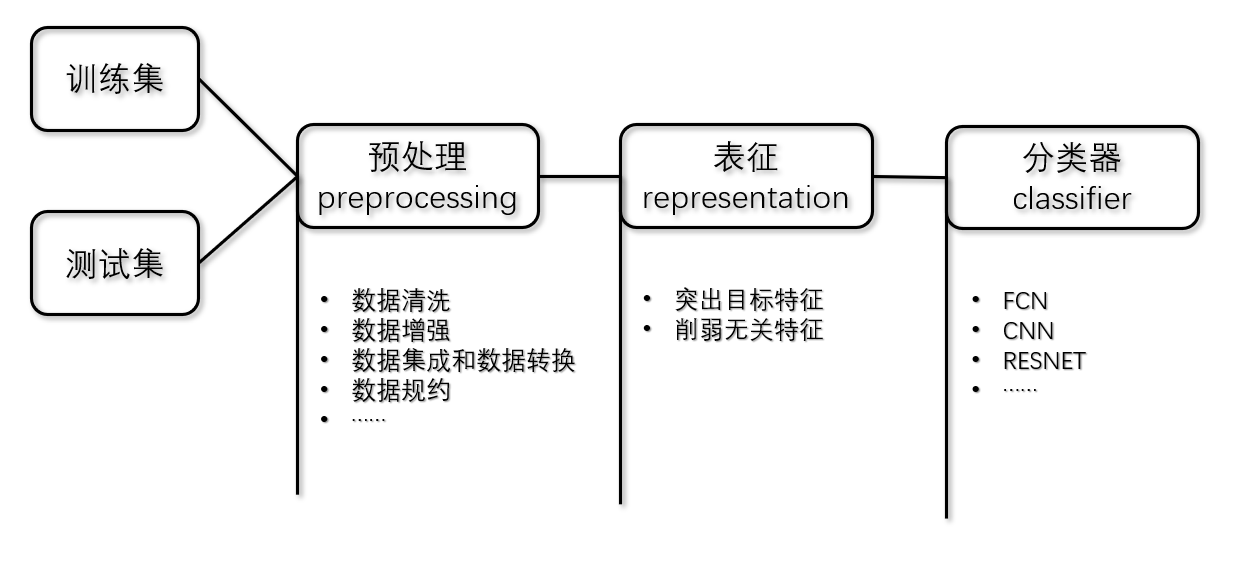 训练集
测试集
预处理
preprocessing
• 数据清洗
• 数据增强
• 数据集成和数据转换
• 数据规约
• ……
表征
representation
• 突出目标特征
• 削弱无关特征
分类器
classifier
• FCN
• CNN
• RESNET
• ……